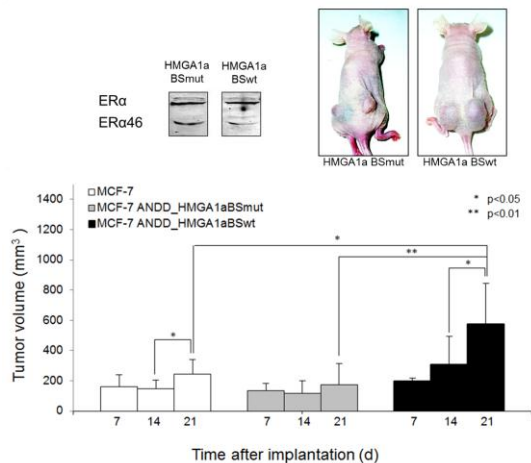 HMGA1a
BSmut
HMGA1a
BSwt
ERα
ERα46
HMGA1a BSmut
HMGA1a BSwt
MCF-7
MCF-7 ANDD_HMGA1aBSmut
MCF-7 ANDD_HMGA1aBSwt
* p<0.05
** p<0.01
Tumor volume (mm³)
1400
1200
1000
800
600
400
200
0
*
**
*
*
7 14 21 7 14 21 7 14 21
Time after implantation (d)